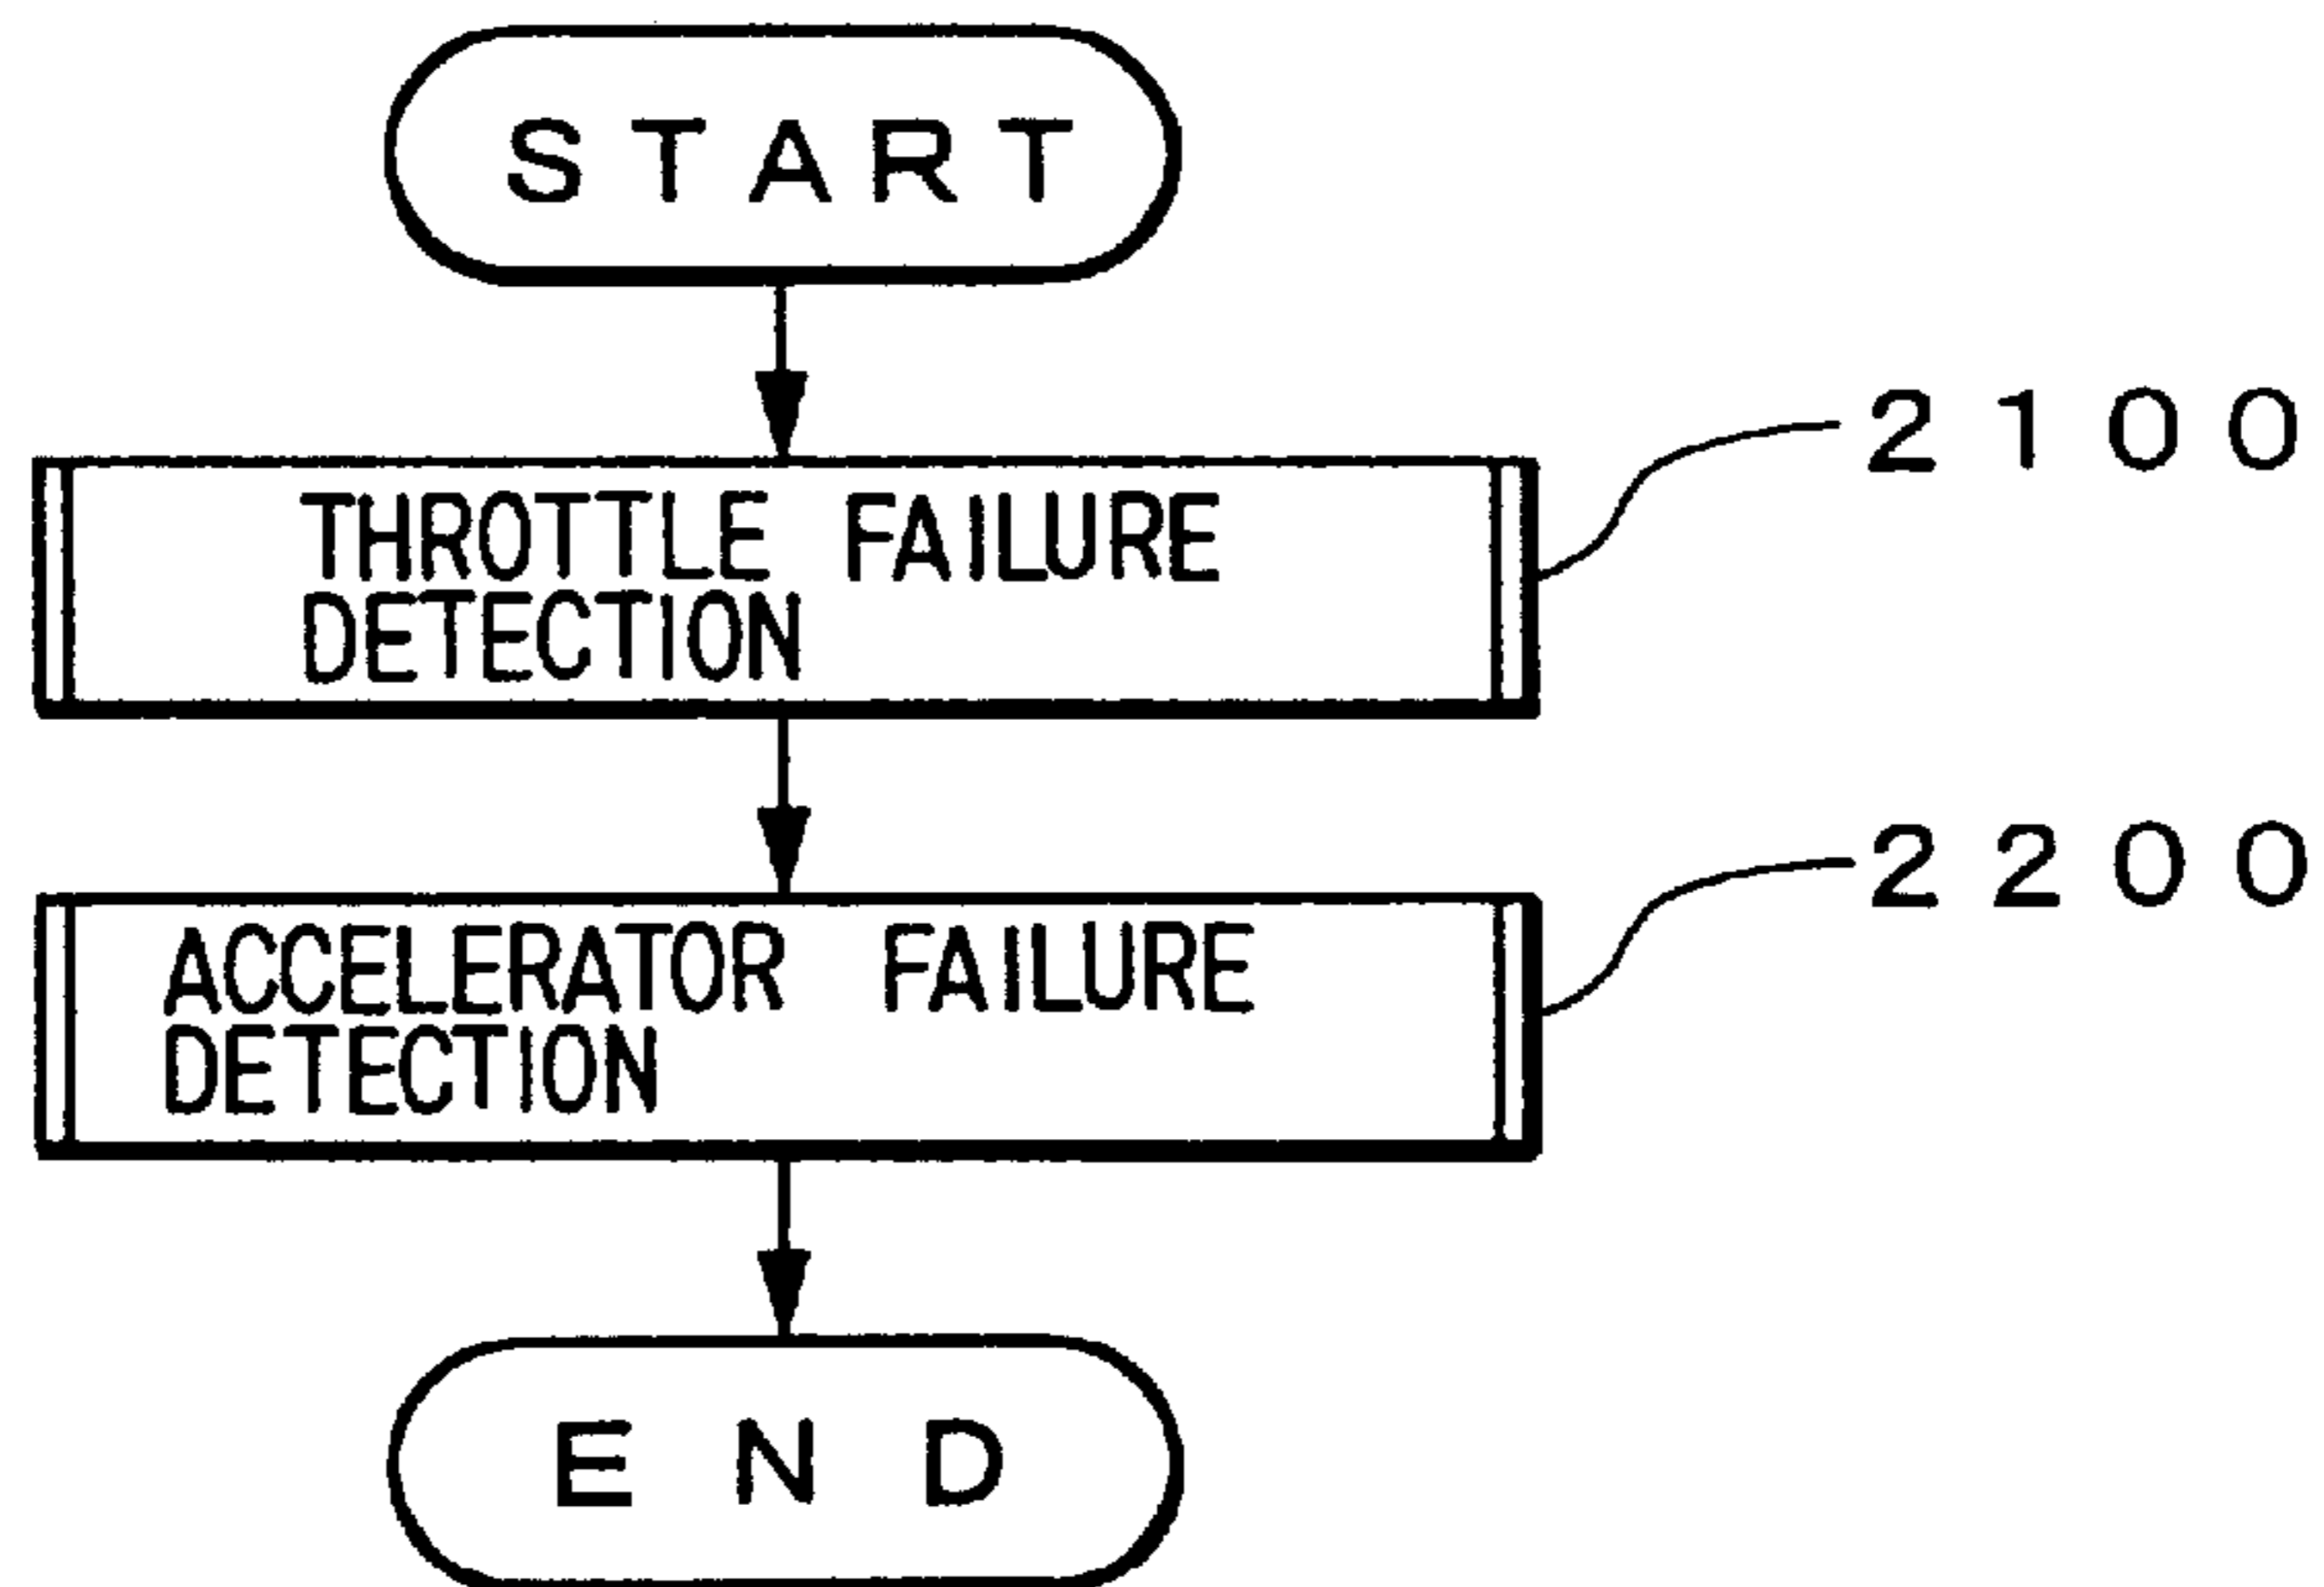 START
2100
THROTTLE FAILURE
DETECTION
2200
ACCELERATOR FAILURE
DETECTION
END